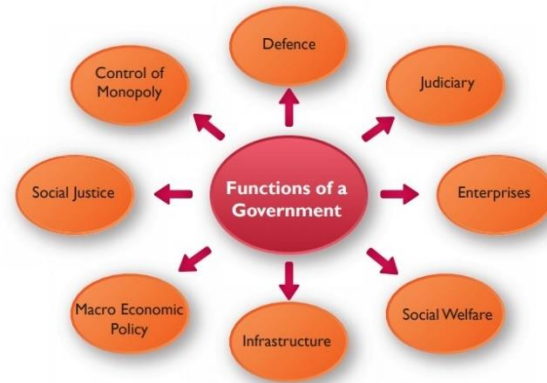 Defence
Control of
Monopoly
Judiciary
Social Justice
Functions of a
Government
Enterprises
Macro Economic
Policy
Infrastructure
Social Welfare